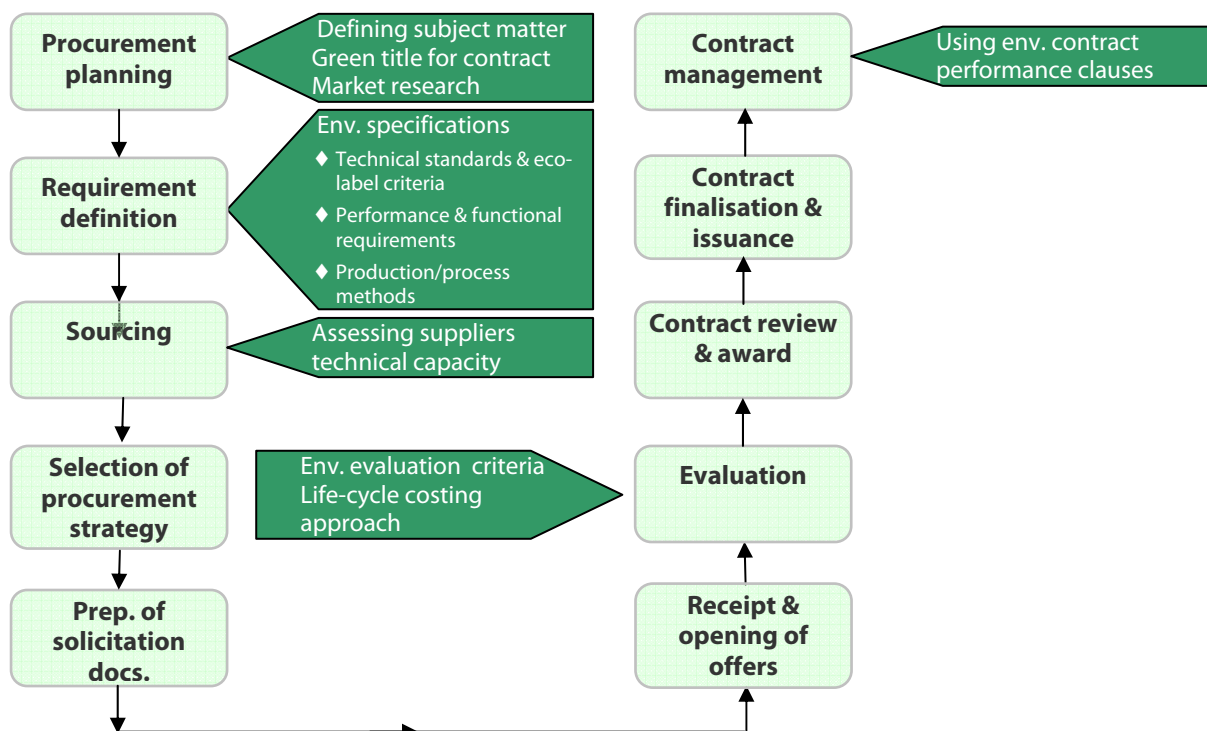 Procurement
planning
Defining subject matter
Green title for contract
Market research
Requirement
definition
Env. specifications
♦ Technical standards & eco-
label criteria
♦ Performance & functional
requirements
♦ Production/process
methods
Sourcing
Assessing suppliers
technical capacity
Selection of
procurement
strategy
Prep. of
solicitation
docs.
Receipt &
opening of
offers
Evaluation
Env. evaluation criteria
Life-cycle costing
approach
Contract review
& award
Contract
finalisation &
issuance
Contract
management
Using env. contract
performance clauses